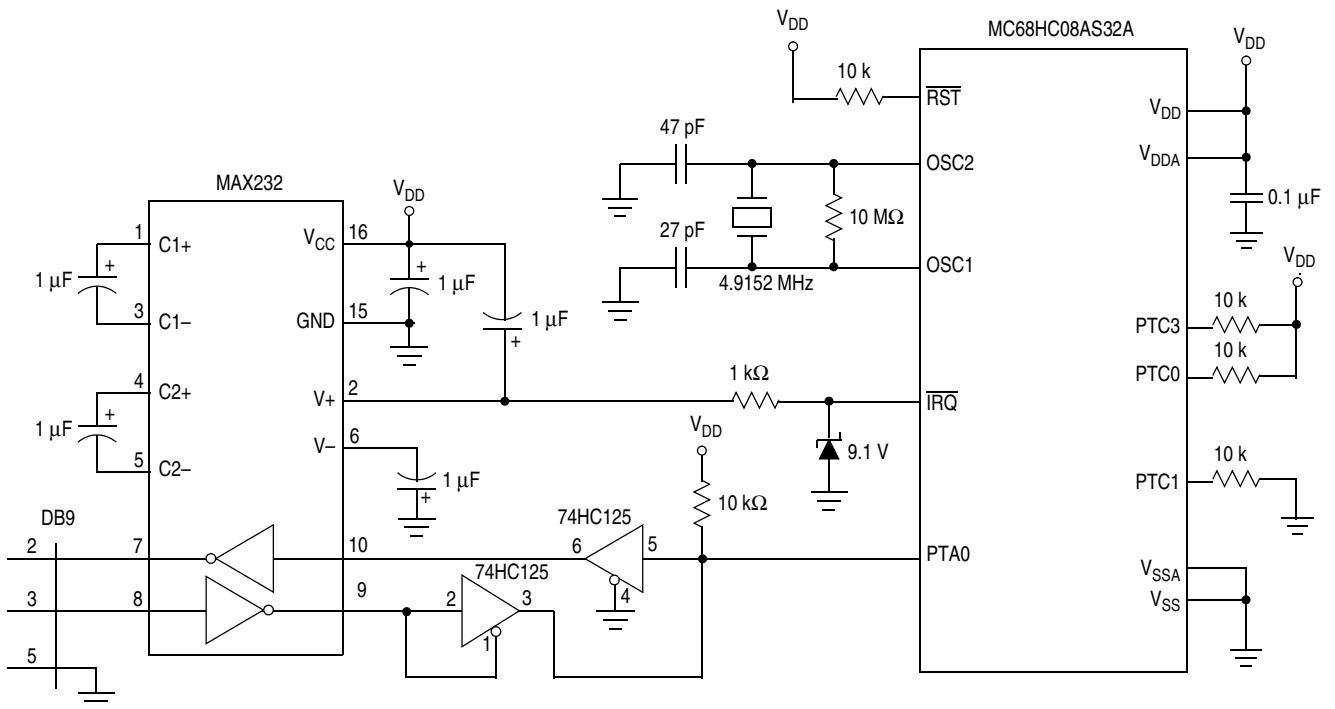 V_DD
MC68HC08AS32A
V_DD
10 k
RST
V_DD
47 pF
OSC2
V_DDA
MAX232
V_DD
10 MΩ
0.1 µF
1
C1+
V_CC
16
27 pF
OSC1
V_DD
1 µF
+
+
1 µF
4.9152 MHz
10 k
3
C1–
GND
15
+
1 µF
PTC3
10 k
4
C2+
V+
2
1 kΩ
PTC0
IRQ
1 µF
+
V–
6
V_DD
9.1 V
5
C2–
1 µF
+
10 kΩ
PTC1
10 k
DB9
74HC125
2
7
10
6
5
PTA0
74HC125
4
V_SSA
3
8
9
2
3
V_SS
1
5